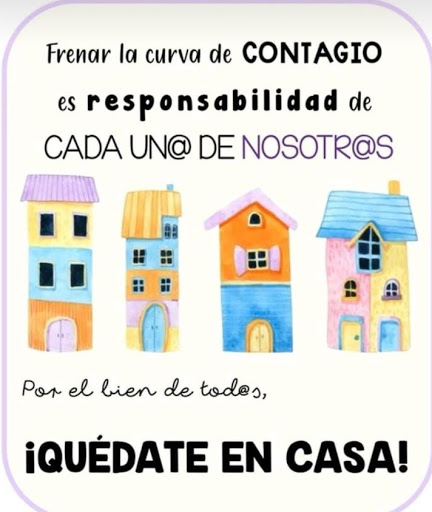 Frenar la curva de CONTAGIO
es responsabilidad de
CADA UN@ DE NOSOTR@S
Por el bien de tod@s,
¡QUÉDATE EN CASA!